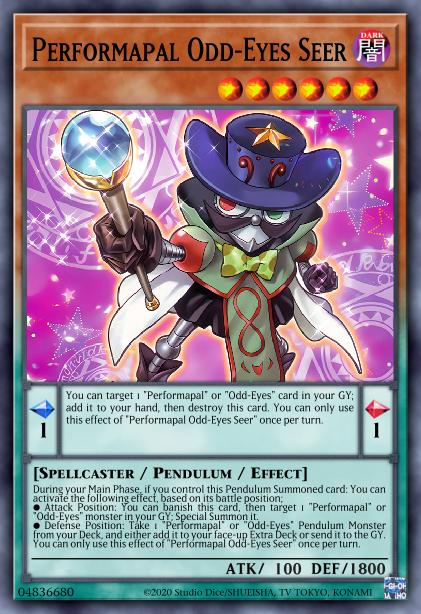 Performapal Odd-Eyes Seer
DARK
闇
You can target 1 "Performapal" or "Odd-Eyes" card in your GY;
add it to your hand, then destroy this card. You can only use
this effect of "Performapal Odd-Eyes Seer" once per turn.
1
1
[Spellcaster / Pendulum / Effect]
During your Main Phase, if you control this Pendulum Summoned card: You can
activate the following effect, based on its battle position;
● Attack Position: You can banish this card, then target 1 "Performapal" or
"Odd-Eyes" monster in your GY; Special Summon it.
● Defense Position: Take 1 "Performapal" or "Odd-Eyes" Pendulum Monster
from your Deck, and either add it to your face-up Extra Deck or send it to the GY.
You can only use this effect of "Performapal Odd-Eyes Seer" once per turn.
ATK/ 100 DEF/1800
04836680
©2020 Studio Dice/SHUEISHA, TV TOKYO, KONAMI